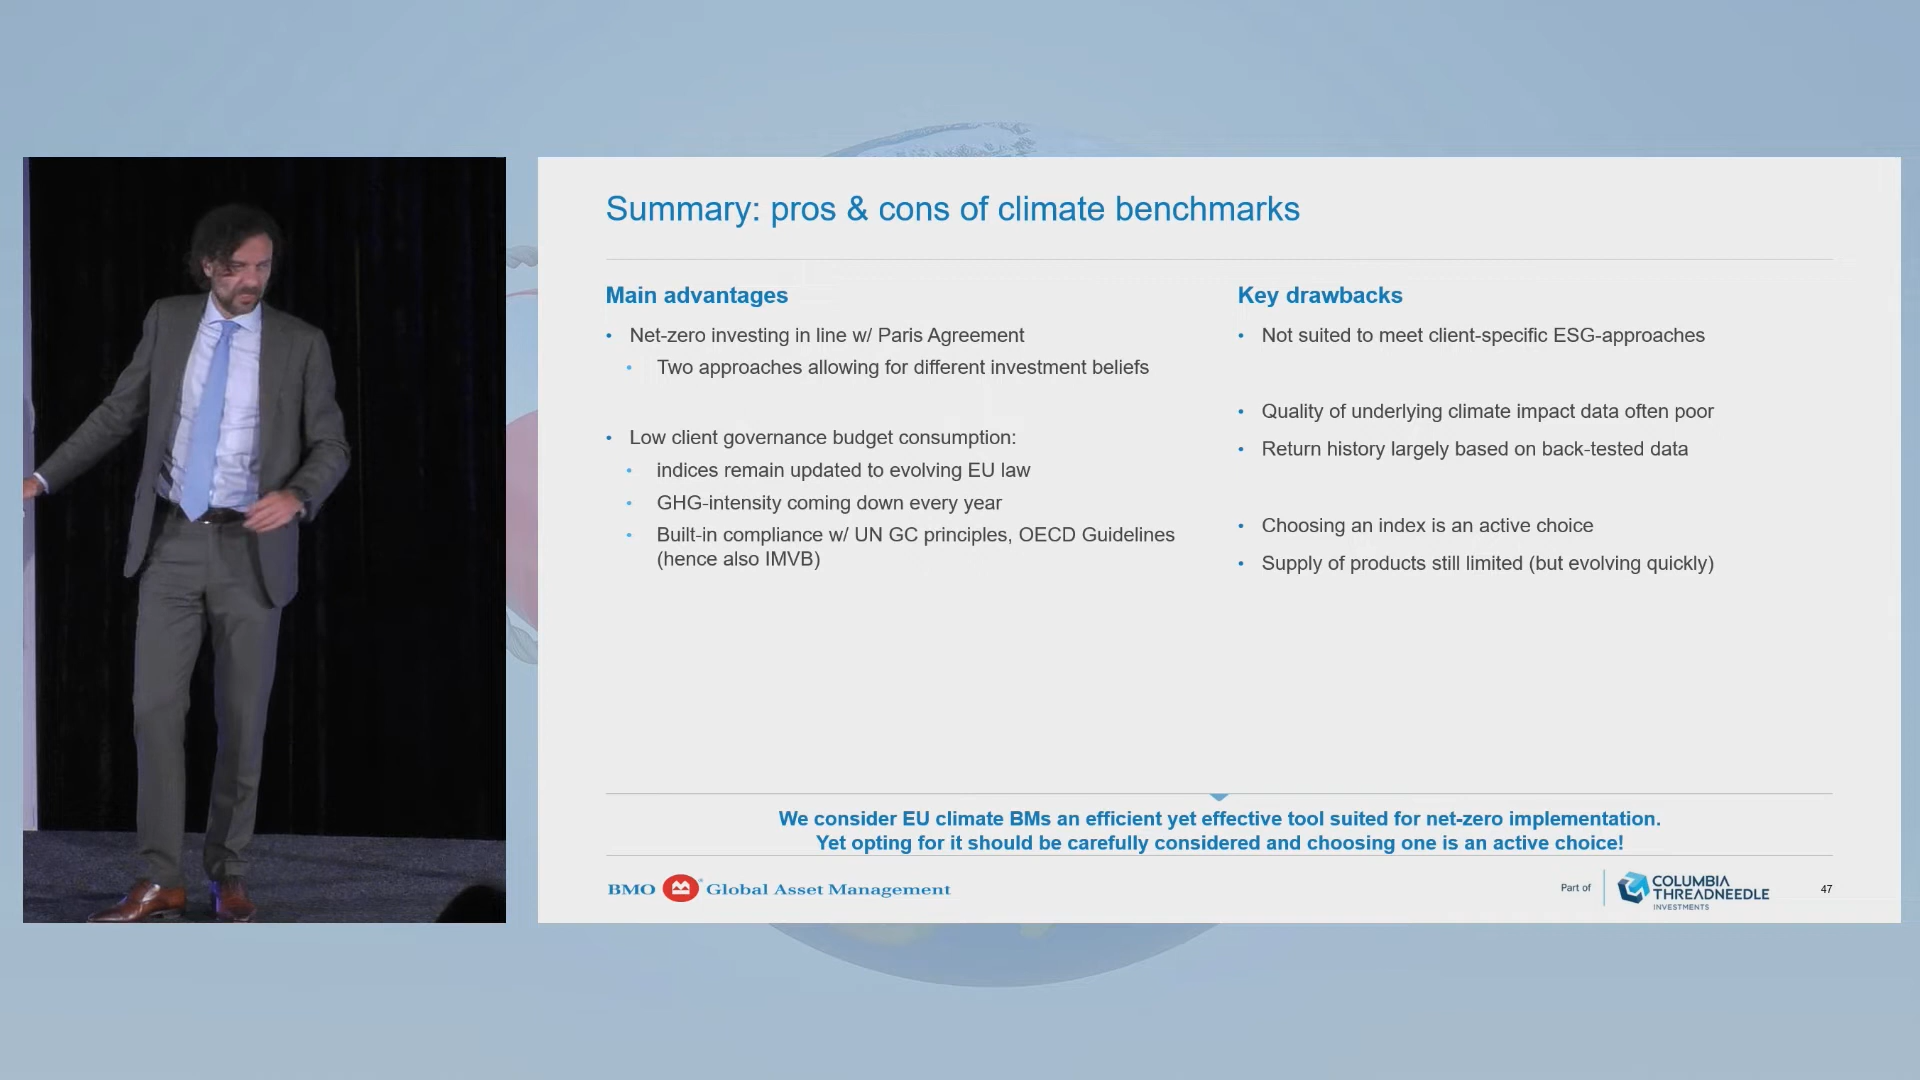 Summary: pros & cons of climate benchmarks
Main advantages
• Net-zero investing in line w/ Paris Agreement
• Two approaches allowing for different investment beliefs
• Low client governance budget consumption:
• indices remain updated to evolving EU law
• GHG-intensity coming down every year
• Built-in compliance w/ UN GC principles, OECD Guidelines
(hence also IMVB)
Key drawbacks
• Not suited to meet client-specific ESG-approaches
• Quality of underlying climate impact data often poor
• Return history largely based on back-tested data
• Choosing an index is an active choice
• Supply of products still limited (but evolving quickly)
We consider EU climate BMs an efficient yet effective tool suited for net-zero implementation.
Yet opting for it should be carefully considered and choosing one is an active choice!
BMO Global Asset Management
Part of
COLUMBIA
THREADNEEDLE
INVESTMENTS
47